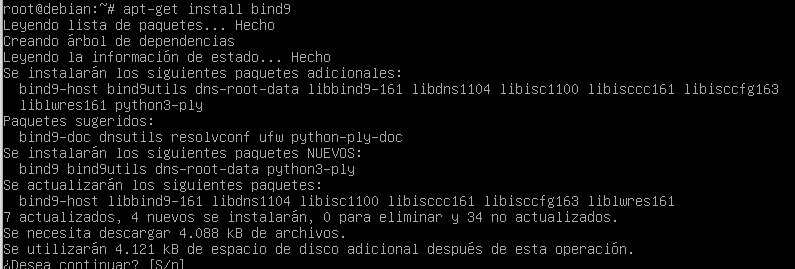 root@debian:~# apt-get install bind9
Leyendo lista de paquetes... Hecho
Creando árbol de dependencias
Leyendo la información de estado... Hecho
Se instalarán los siguientes paquetes adicionales:
  bind9-host bind9utils dns-root-data libbind9-161 libdns1104 libisc1100 libisccc161 libisccfg163
  liblwres161 python3-ply
Paquetes sugeridos:
  bind9-doc dnsutils resolvconf ufw python-ply-doc
Se instalarán los siguientes paquetes NUEVOS:
  bind9 bind9utils dns-root-data python3-ply
Se actualizarán los siguientes paquetes:
  bind9-host libbind9-161 libdns1104 libisc1100 libisccc161 libisccfg163 liblwres161
7 actualizados, 4 nuevos se instalarán, 0 para eliminar y 34 no actualizados.
Se necesita descargar 4.088 kB de archivos.
Se utilizarán 4.121 kB de espacio de disco adicional después de esta operación.
¿Desea continuar? [S/n]